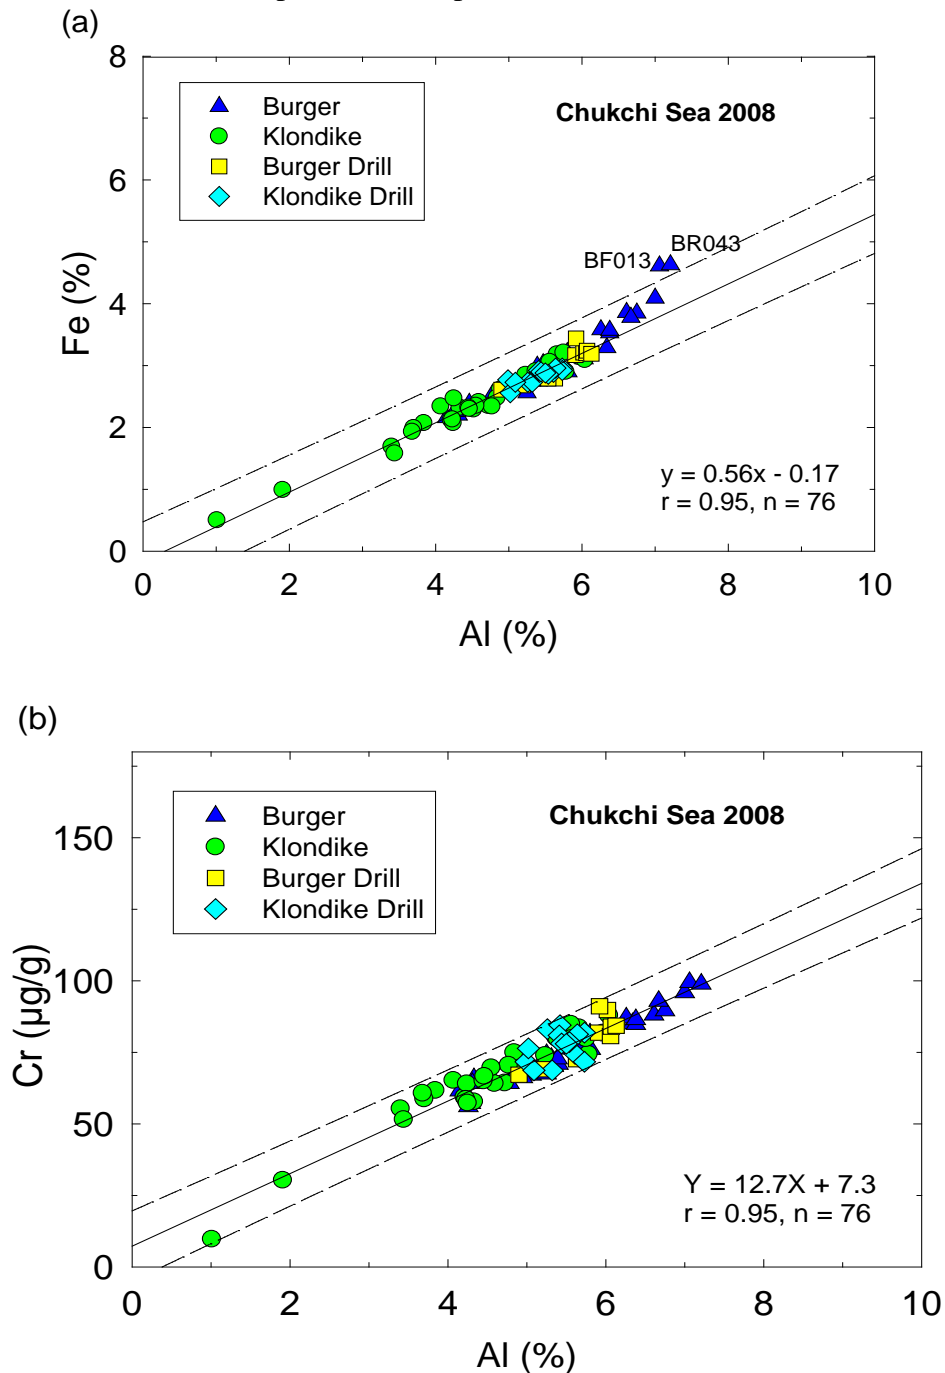 (a)
8
6
4
2
0
Fe (%)
Burger
Klondike
Burger Drill
Klondike Drill
Chukchi Sea 2008
BR043
BF013
y = 0.56x - 0.17
r = 0.95, n = 76
0 2 4 6 8 10
Al (%)
(b)
150
100
50
0
Cr (µg/g)
Burger
Klondike
Burger Drill
Klondike Drill
Chukchi Sea 2008
Y = 12.7X + 7.3
r = 0.95, n = 76
0 2 4 6 8 10
Al (%)